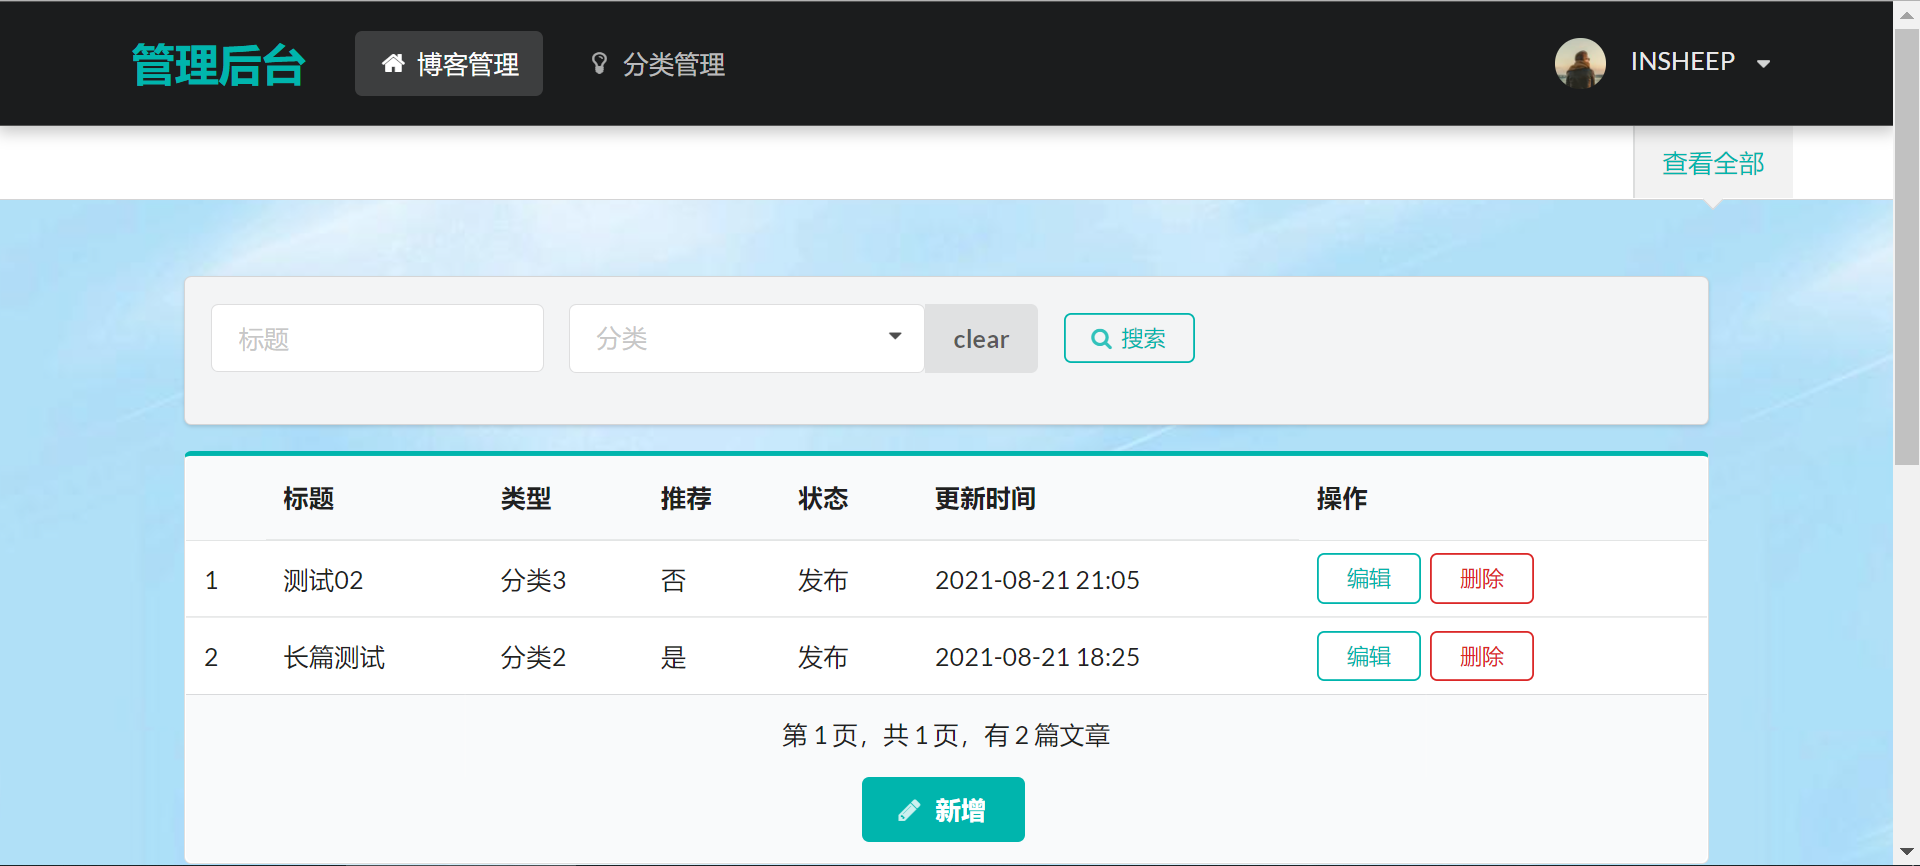 管理后台 博客管理 分类管理 INSHEEP
查看全部
标题 分类 clear 搜索
标题 类型 推荐 状态 更新时间 操作
1 测试02 分类3 否 发布 2021-08-21 21:05 编辑 删除
2 长篇测试 分类2 是 发布 2021-08-21 18:25 编辑 删除
第 1 页，共 1 页，有 2 篇文章
新增